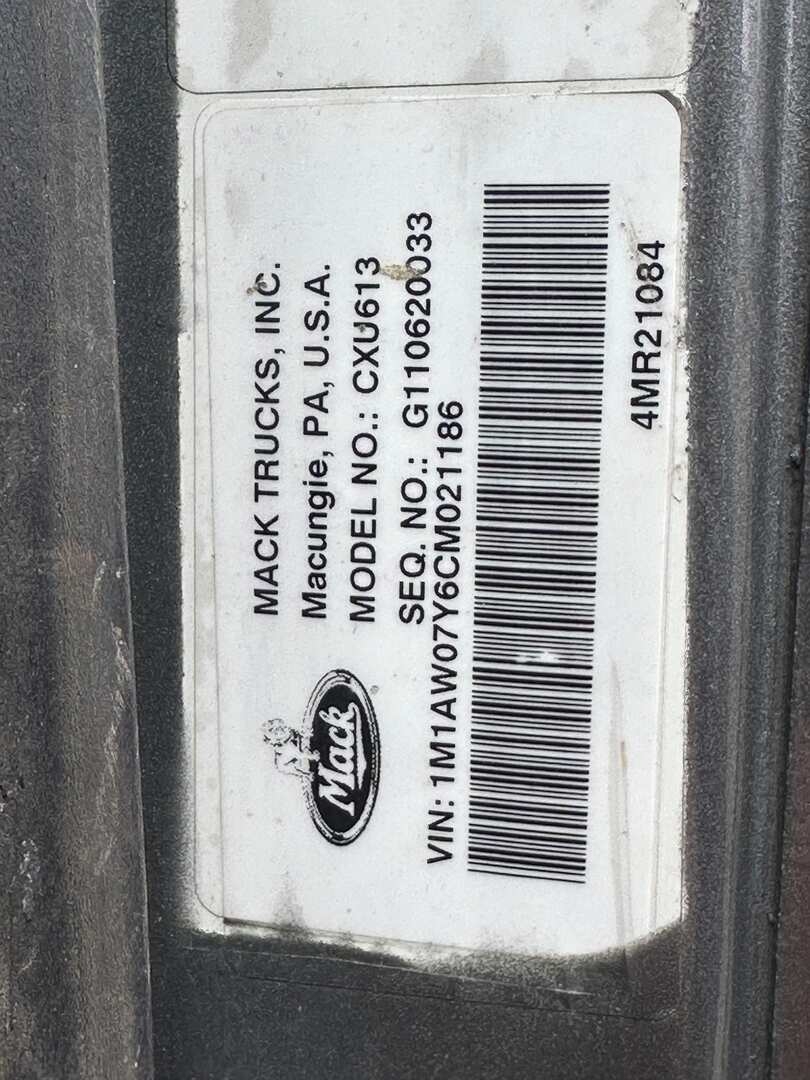 MACK TRUCKS, INC.
Macungie, PA, U.S.A.
MODEL NO.: CXU613
SEQ. NO.: G110620033
Mack
®
VIN: 1M1AW07Y6CM021186
4MR21084